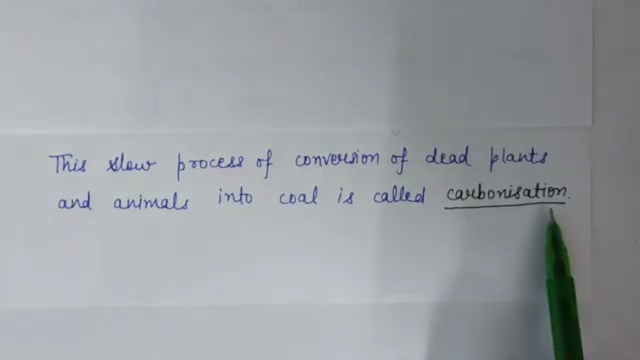 This slow process of conversion of dead plants
and animals into coal is called carbonisation.